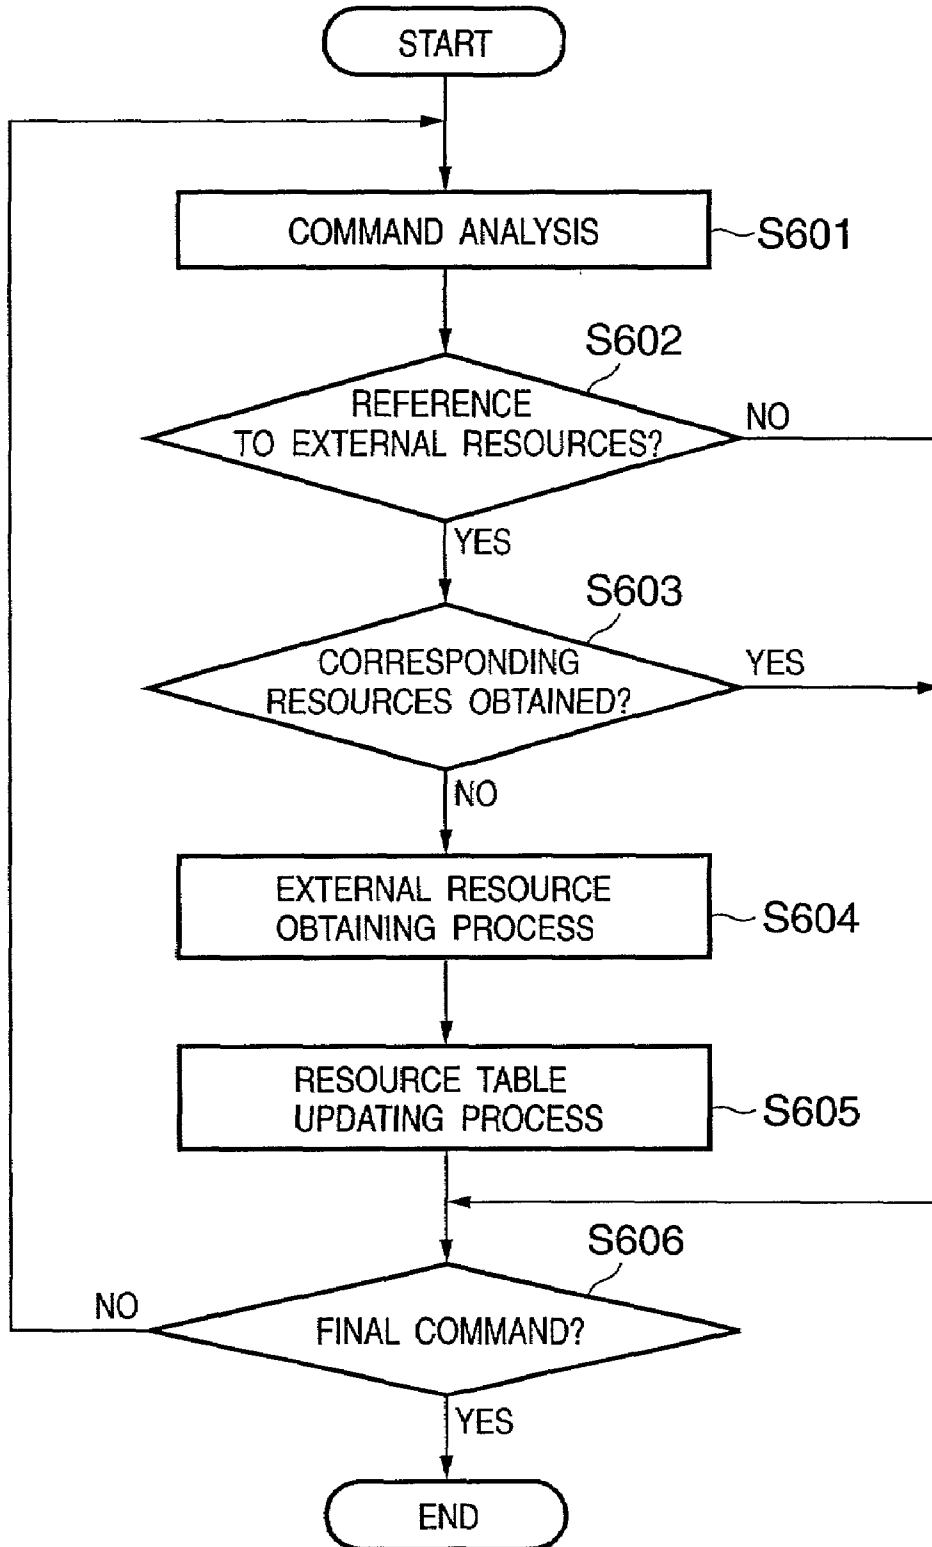 START
COMMAND ANALYSIS
S601
S602
REFERENCE
TO EXTERNAL RESOURCES?
NO
YES
S603
CORRESPONDING
RESOURCES OBTAINED?
YES
NO
EXTERNAL RESOURCE
OBTAINING PROCESS
S604
RESOURCE TABLE
UPDATING PROCESS
S605
S606
NO
FINAL COMMAND?
YES
END